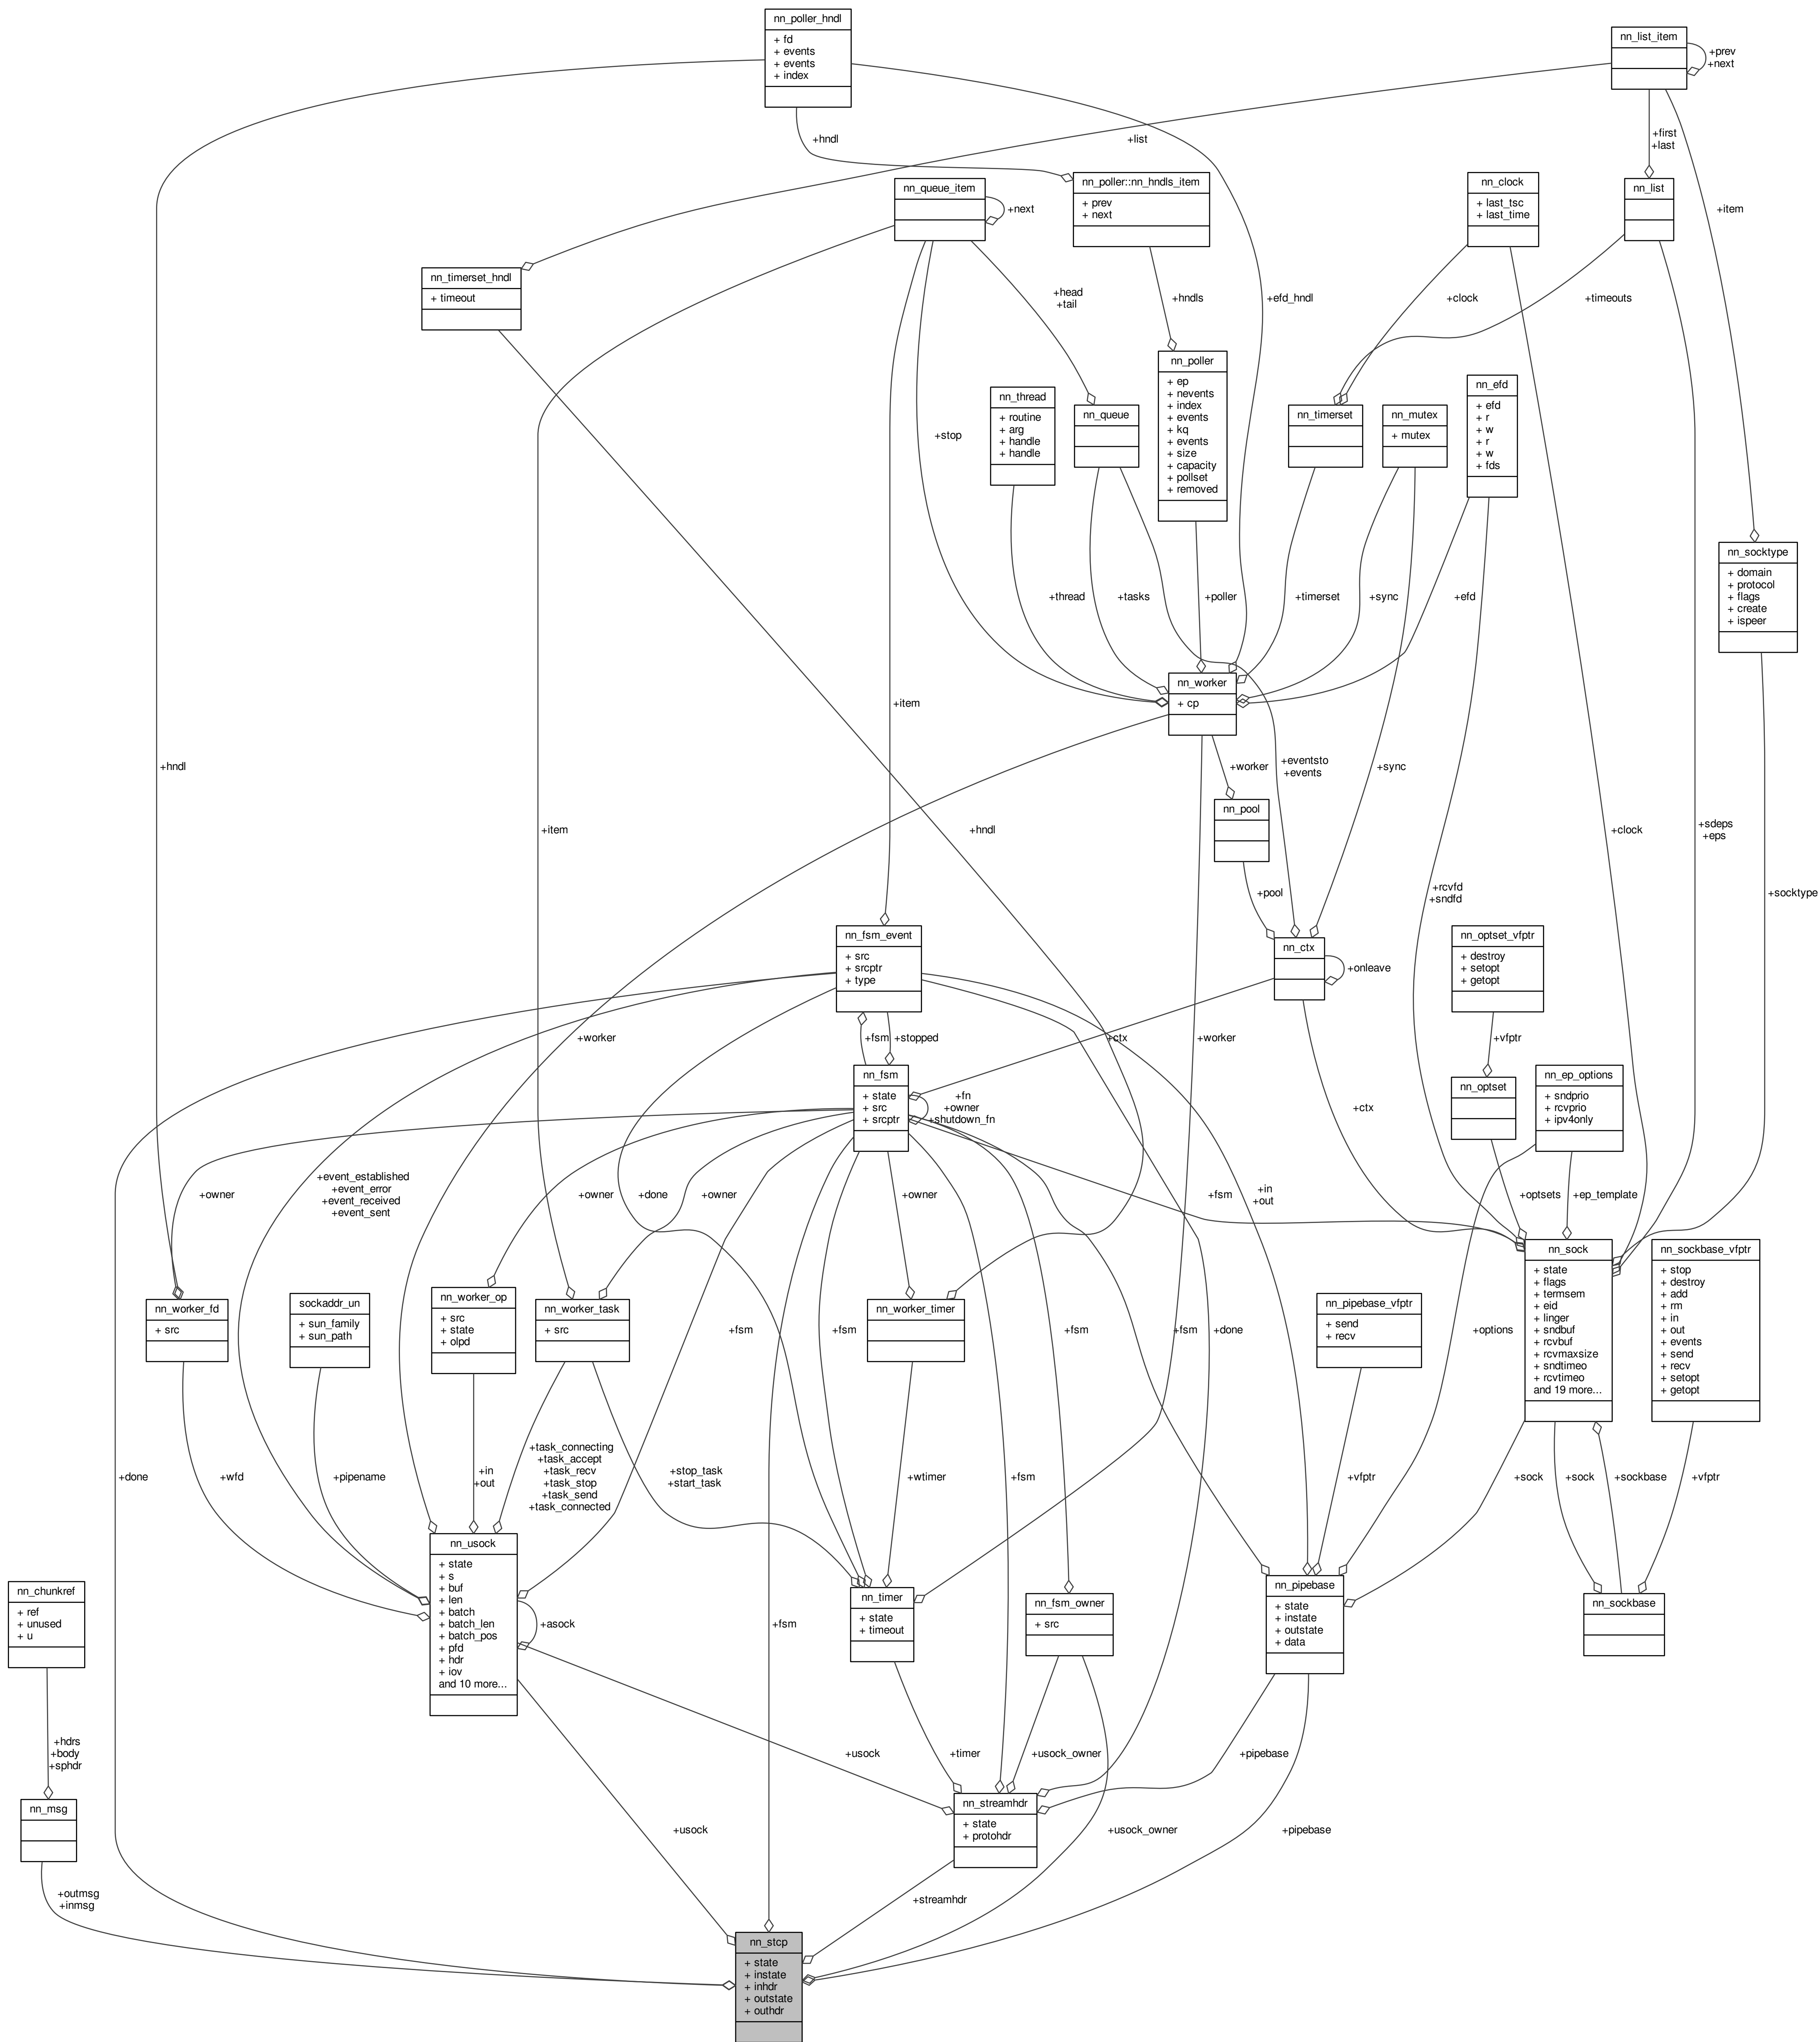 nn_poller_hndl
+ fd
+ events
+ events
+ index
nn_list_item
+prev
+next
+hndl
+list
+first
+last
nn_queue_item
+next
nn_poller::nn_hndls_item
+ prev
+ next
nn_clock
+ last_tsc
+ last_time
nn_list
+item
nn_timerset_hndl
+ timeout
+head
+tail
+hndls
+efd_hndl
+clock
+timeouts
nn_thread
+ routine
+ arg
+ handle
+ handle
nn_queue
nn_poller
+ ep
+ nevents
+ index
+ events
+ kq
+ events
+ size
+ capacity
+ pollset
+ removed
nn_timerset
nn_mutex
+ mutex
nn_efd
+ efd
+ r
+ w
+ r
+ w
+ fds
+stop
nn_socktype
+ domain
+ protocol
+ flags
+ create
+ ispeer
+thread
+tasks
+poller
+timerset
+sync
+efd
nn_worker
+ cp
+item
+hndl
+worker
+eventsto
+events
+sync
+item
+hndl
nn_pool
+clock
+sdeps
+eps
+pool
+rcvfd
+sndfd
+socktype
nn_fsm_event
+ src
+ srcptr
+ type
nn_ctx
+onleave
nn_optset_vfptr
+ destroy
+ setopt
+ getopt
+worker
+fsm
+stopped
+ctx
+worker
+vfptr
nn_fsm
+ state
+ src
+ srcptr
+fn
+owner
+shutdown_fn
+ctx
nn_optset
nn_ep_options
+ sndprio
+ rcvprio
+ ipv4only
+owner
+event_established
+event_error
+event_received
+event_sent
+owner
+done
+owner
+owner
+fsm
+in
+out
+optsets
+ep_template
nn_worker_fd
+ src
sockaddr_un
+ sun_family
+ sun_path
nn_worker_op
+ src
+ state
+ olpd
nn_worker_task
+ src
+fsm
+fsm
nn_worker_timer
+fsm
+fsm
+done
nn_pipebase_vfptr
+ send
+ recv
+options
nn_sock
+ state
+ flags
+ termsem
+ eid
+ linger
+ sndbuf
+ rcvbuf
+ rcvmaxsize
+ sndtimeo
+ rcvtimeo
and 19 more...
nn_sockbase_vfptr
+ stop
+ destroy
+ add
+ rm
+ in
+ out
+ events
+ send
+ recv
+ setopt
+ getopt
+done
+wfd
+pipename
+in
+out
+task_connecting
+task_accept
+task_recv
+task_stop
+task_send
+task_connected
+stop_task
+start_task
+wtimer
+fsm
+vfptr
+sock
+sock
+sockbase
+vfptr
nn_chunkref
+ ref
+ unused
+ u
nn_usock
+ state
+ s
+ buf
+ len
+ batch
+ batch_len
+ batch_pos
+ pfd
+ hdr
+ iov
and 10 more...
+asock
+fsm
nn_timer
+ state
+ timeout
nn_fsm_owner
+ src
nn_pipebase
+ state
+ instate
+ outstate
+ data
nn_sockbase
+hdrs
+body
+sphdr
+usock
+timer
+usock_owner
+pipebase
nn_msg
nn_streamhdr
+ state
+ protohdr
+usock
+usock_owner
+pipebase
+outmsg
+inmsg
+streamhdr
nn_stcp
+ state
+ instate
+ inhdr
+ outstate
+ outhdr